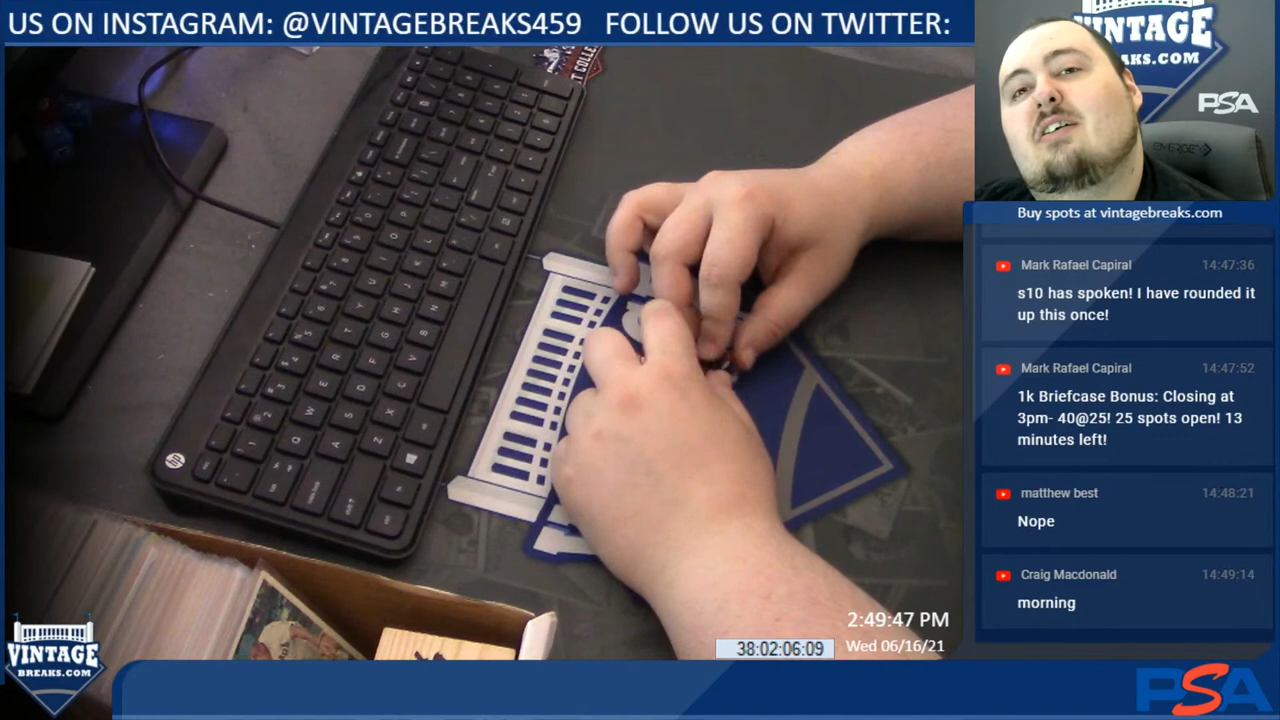 US ON INSTAGRAM: @VINTAGEBREAKS459 FOLLOW US ON TWITTER:
VINTAGE
AKS.COM
PSA
EMERGE
Buy spots at vintagebreaks.com
Mark Rafael Capiral 14:47:36
s10 has spoken! I have rounded it
up this once!
Mark Rafael Capiral 14:47:52
1k Briefcase Bonus: Closing at
3pm- 40@25! 25 spots open! 13
minutes left!
matthew best 14:48:21
Nope
Craig Macdonald 14:49:14
morning
hp
2:49:47 PM
38:02:06:09 Wed 06/16/21
VINTAGE
BREAKS.COM
PSA